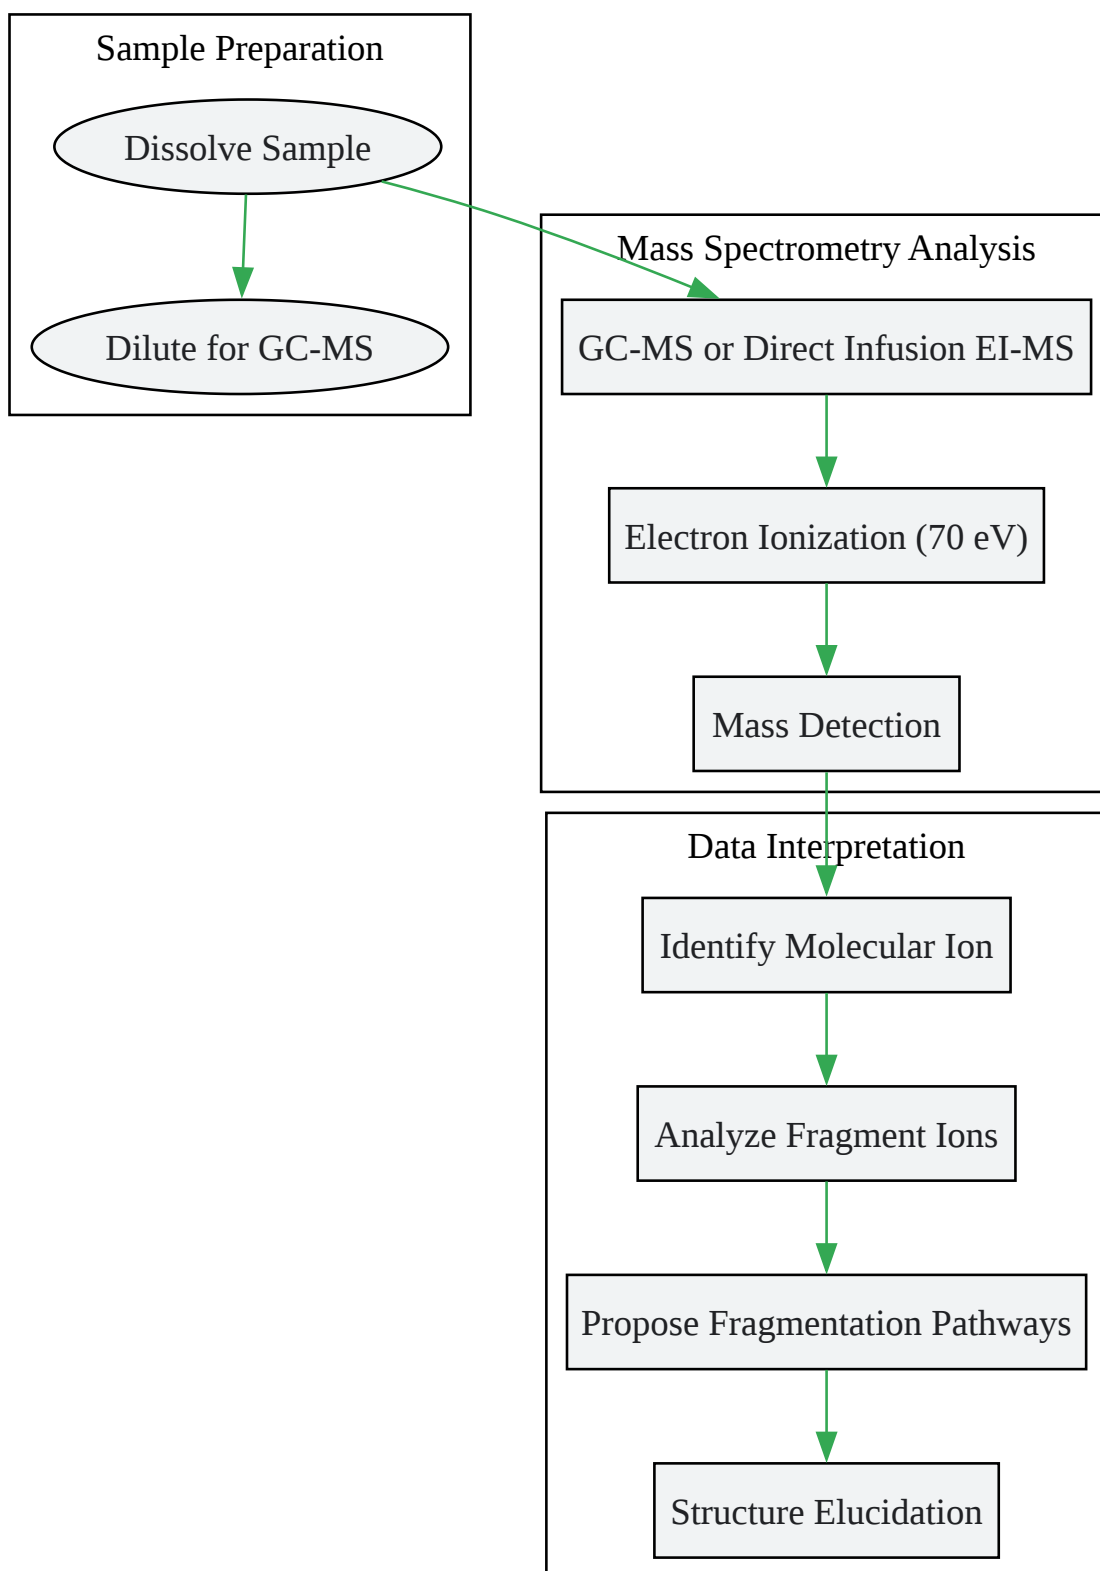 Sample Preparation
Dissolve Sample
Dilute for GC-MS
Mass Spectrometry Analysis
GC-MS or Direct Infusion EI-MS
Electron Ionization (70 eV)
Mass Detection
Data Interpretation
Identify Molecular Ion
Analyze Fragment Ions
Propose Fragmentation Pathways
Structure Elucidation